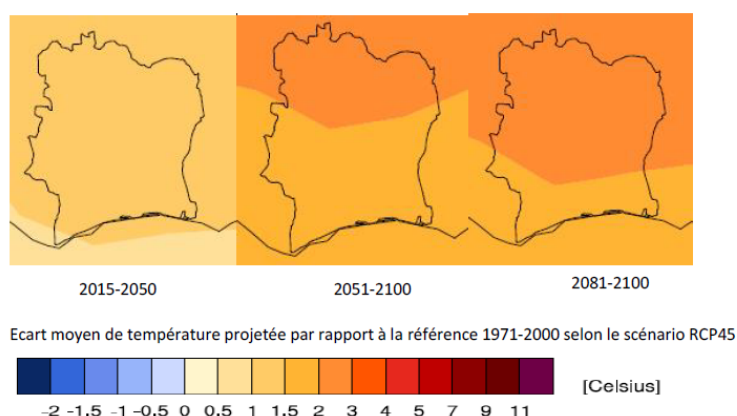 2015-2050
2051-2100
2081-2100
Ecart moyen de température projetée par rapport à la référence 1971-2000 selon le scénario RCP45
[Celsius]
-2 -1.5 -1 -0.5 0 0.5 1 1.5 2 3 4 5 7 9 11